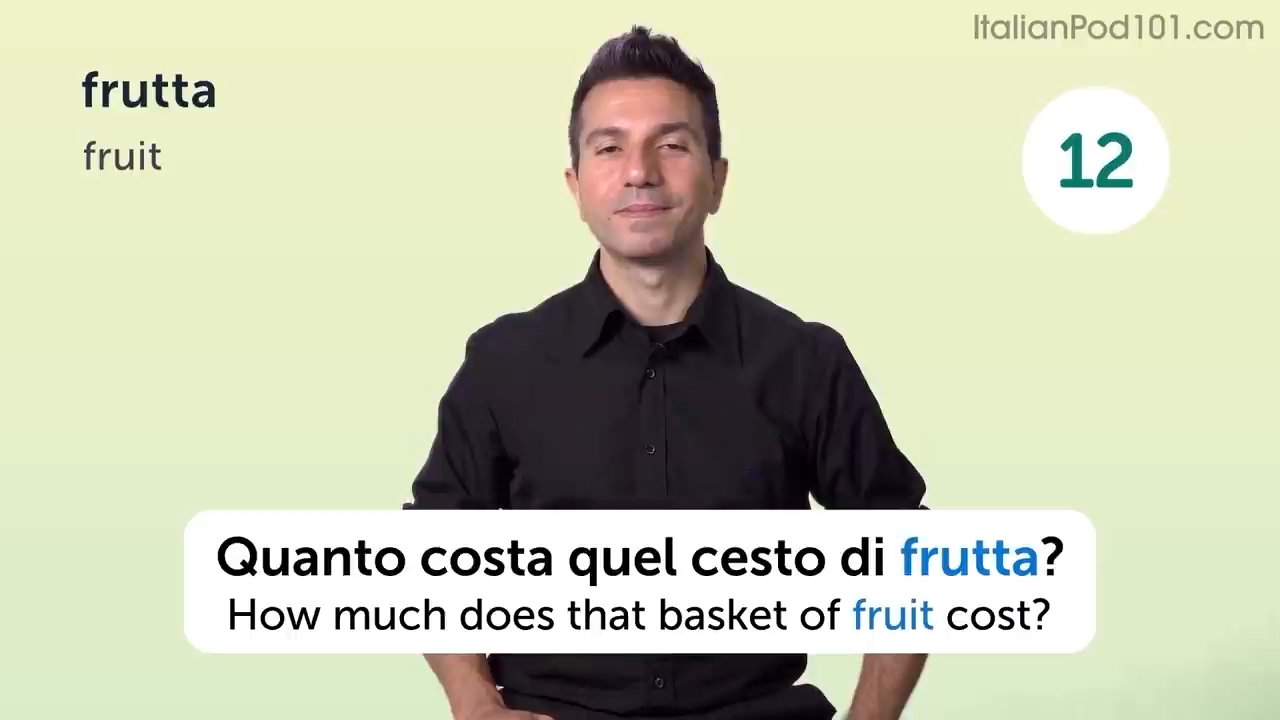 ItalianPod101.com
frutta
fruit
12
Quanto costa quel cesto di frutta?
How much does that basket of fruit cost?